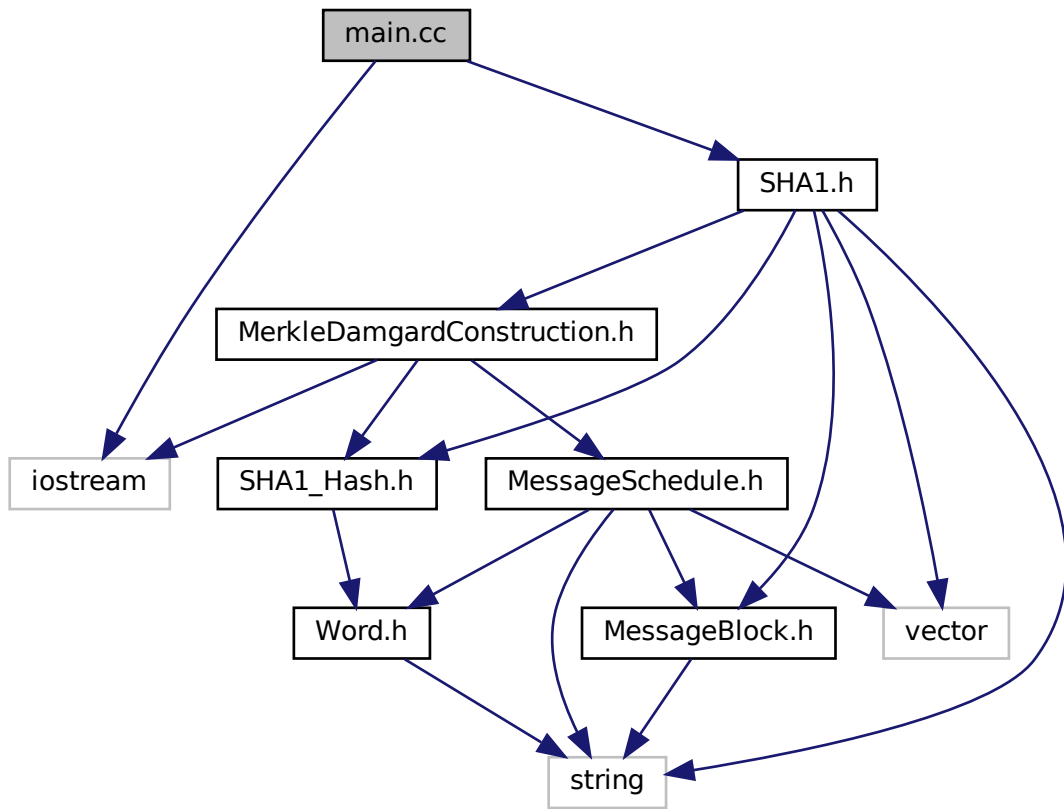 main.cc
SHA1.h
MerkleDamgardConstruction.h
iostream
SHA1_Hash.h
MessageSchedule.h
Word.h
MessageBlock.h
vector
string